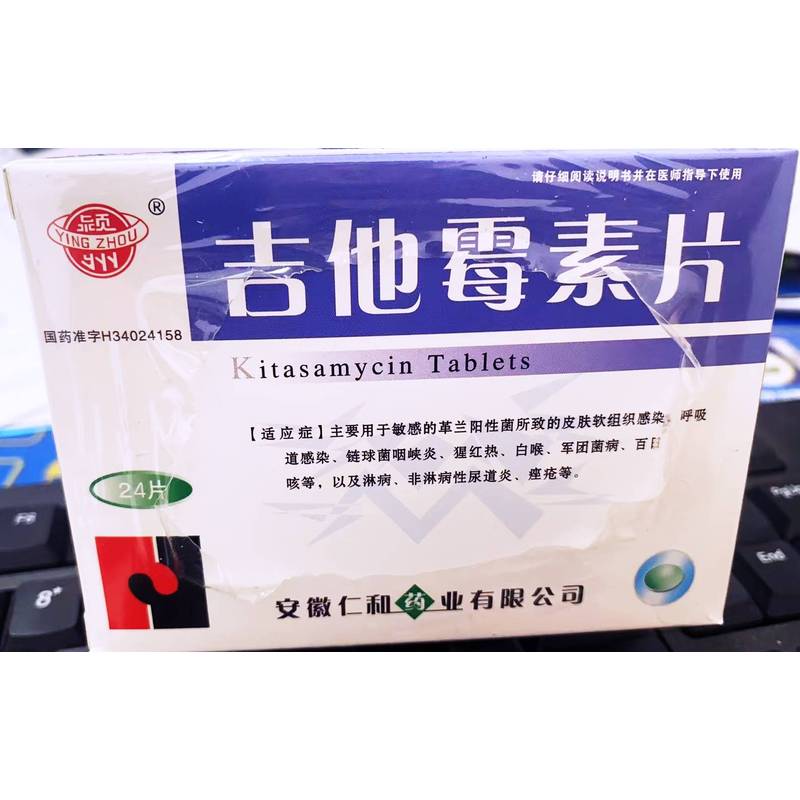 请仔细阅读说明书并在医师指导下使用
颍
YING ZHOU
州
®
吉他霉素片
国药准字H34024158
Kitasamycin Tablets
【适应症】主要用于敏感的革兰阳性菌所致的皮肤软组织感染、呼吸
道感染、链球菌咽峡炎、猩红热、白喉、军团菌病、百日
咳等，以及淋病、非淋病性尿道炎、痤疮等。
24片
安徽仁和药业有限公司
F8
8*
End